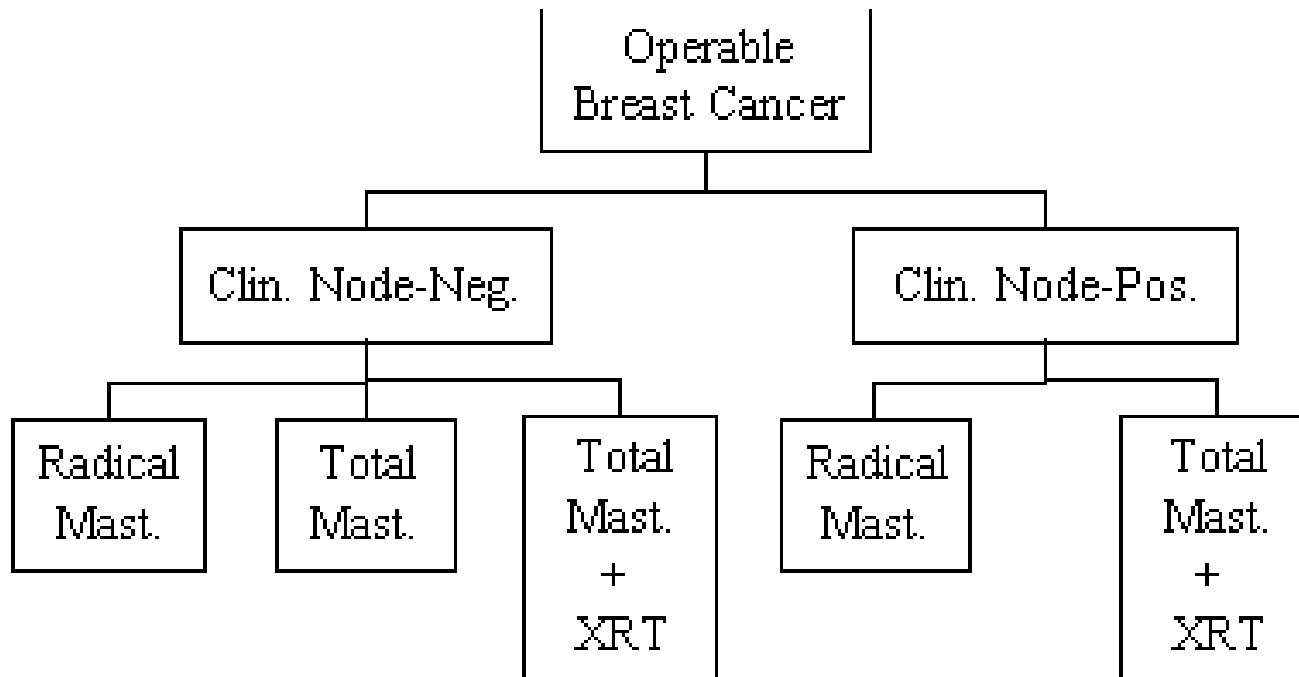 Operable
Breast Cancer
Clin. Node-Neg.
Clin. Node-Pos.
Radical
Mast.
Total
Mast.
Total
Mast.
+
XRT
Radical
Mast.
Total
Mast.
+
XRT